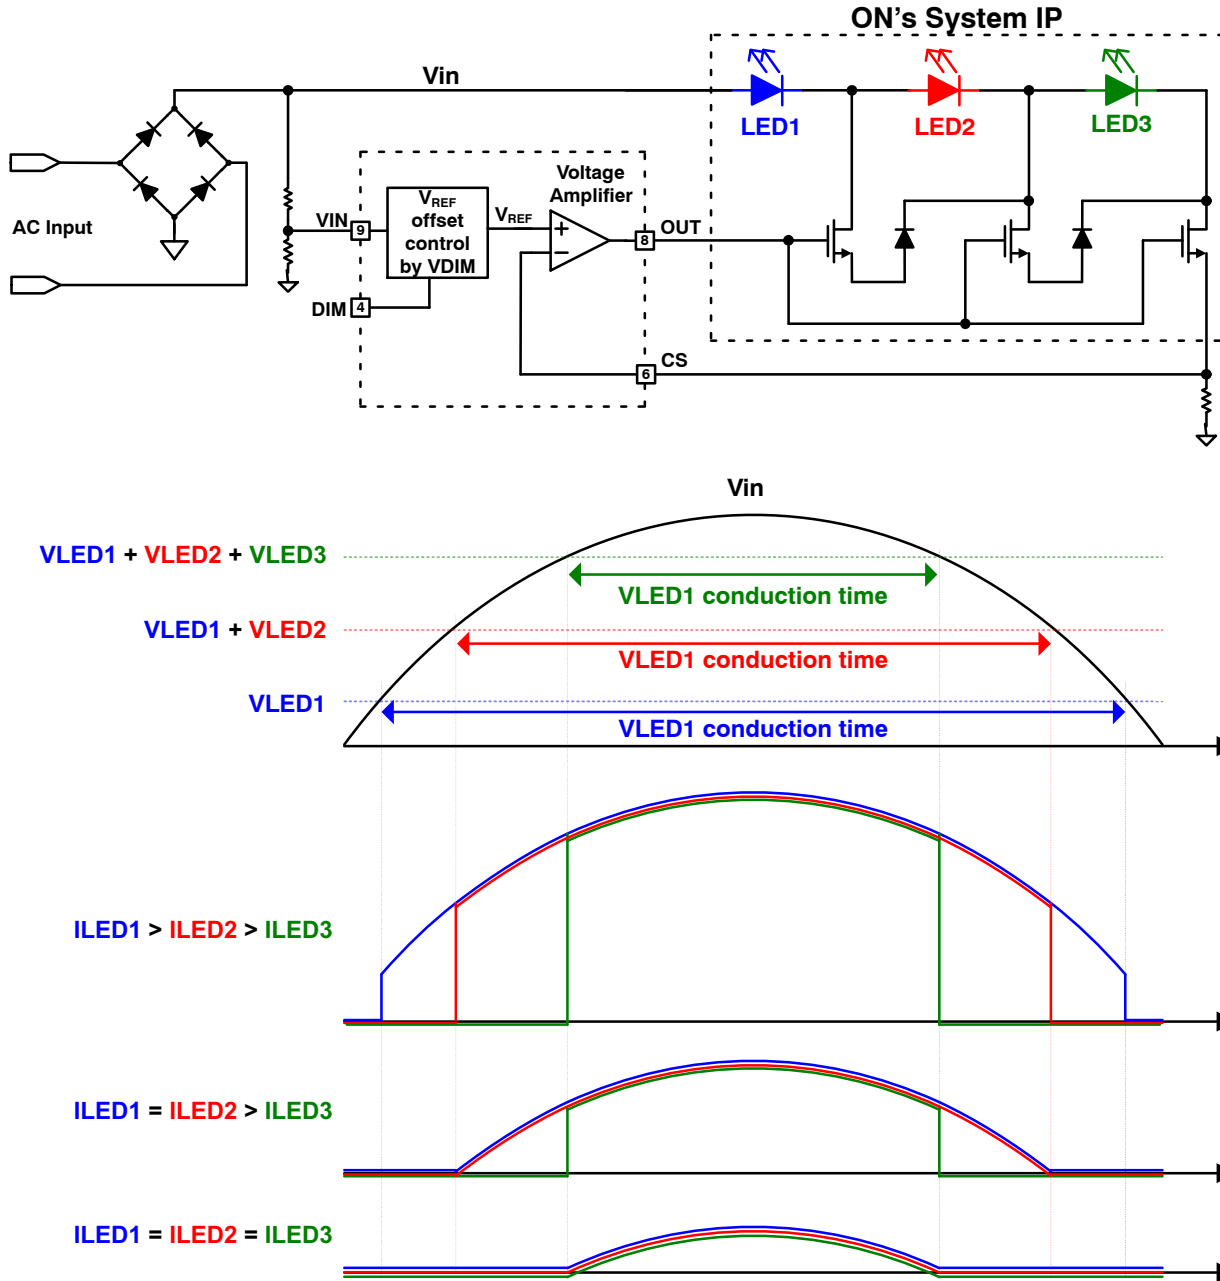 ON's System IP
Vin
LED1
LED2
LED3
AC Input
VIN
9
VREF
offset
control
by VDIM
VREF
Voltage
Amplifier
+
−
8
OUT
DIM
4
6
CS
Vin
VLED1 + VLED2 + VLED3
VLED1 conduction time
VLED1 + VLED2
VLED1 conduction time
VLED1
VLED1 conduction time
ILED1 > ILED2 > ILED3
ILED1 = ILED2 > ILED3
ILED1 = ILED2 = ILED3